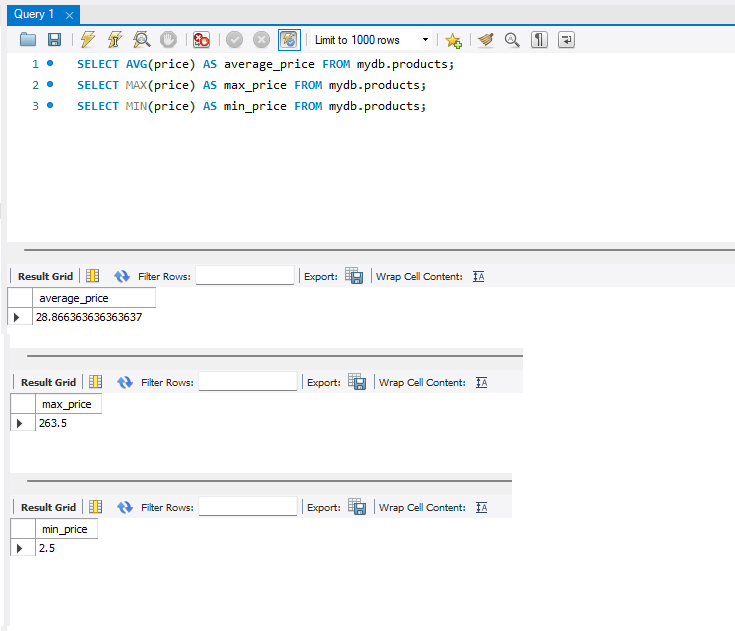 Query 1
Limit to 1000 rows
1 SELECT AVG(price) AS average_price FROM mydb.products;
2 SELECT MAX(price) AS max_price FROM mydb.products;
3 SELECT MIN(price) AS min_price FROM mydb.products;
Result Grid Filter Rows: Export: Wrap Cell Content:
average_price
28.866363636363637
Result Grid Filter Rows: Export: Wrap Cell Content:
max_price
263.5
Result Grid Filter Rows: Export: Wrap Cell Content:
min_price
2.5